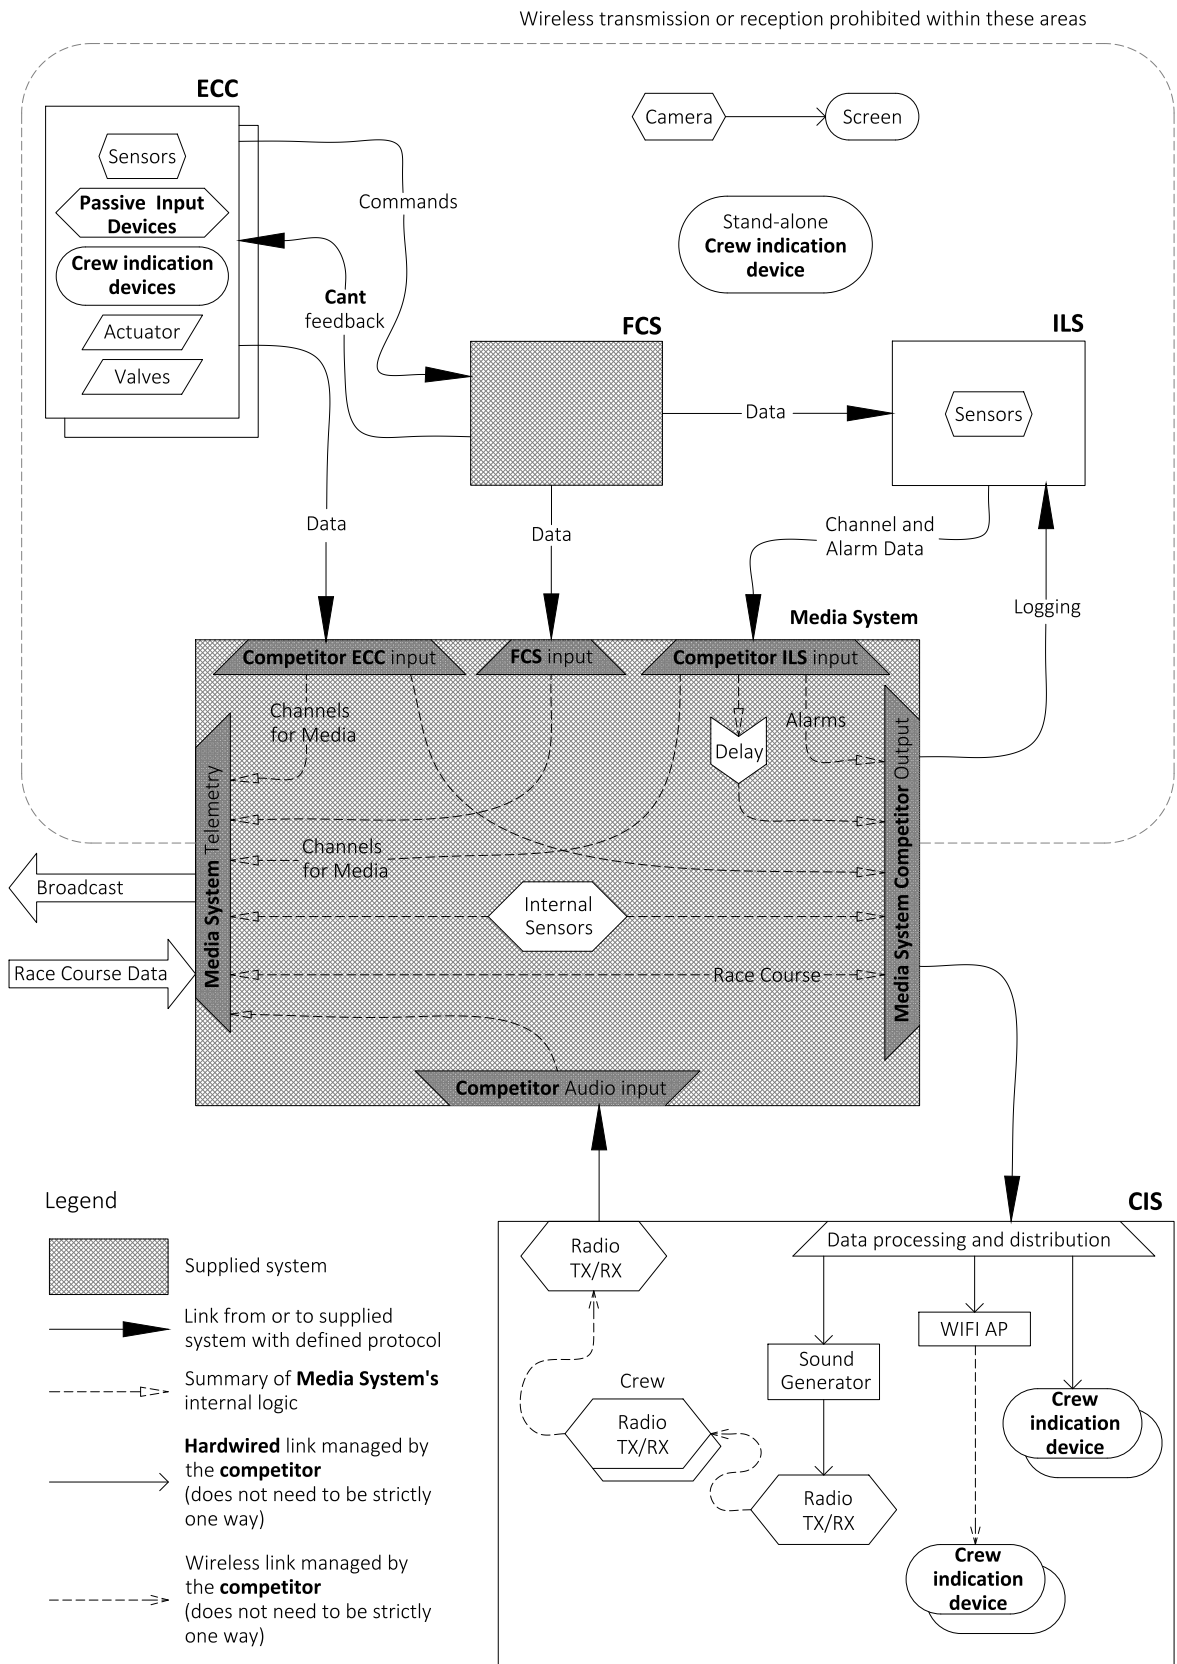 Wireless transmission or reception prohibited within these areas
ECC
Sensors
Passive Input
Devices
Crew indication
devices
Actuator
Valves
Camera
Screen
Commands
Stand-alone
Crew indication
device
Cant
feedback
FCS
ILS
Data
Sensors
Data
Data
Channel and
Alarm Data
Logging
Media System
Competitor ECC input
FCS input
Competitor ILS input
Channels
for Media
Alarms
Delay
Media System Telemetry
Media System Competitor Output
Channels
for Media
Broadcast
Internal
Sensors
Race Course Data
Race Course
Competitor Audio input
Legend
Supplied system
Link from or to supplied
system with defined protocol
Summary of Media System's
internal logic
Hardwired link managed by
the competitor
(does not need to be strictly
one way)
Wireless link managed by
the competitor
(does not need to be strictly
one way)
CIS
Radio
TX/RX
Data processing and distribution
WIFI AP
Sound
Generator
Crew
Radio
TX/RX
Crew
indication
device
Radio
TX/RX
Crew
indication
device